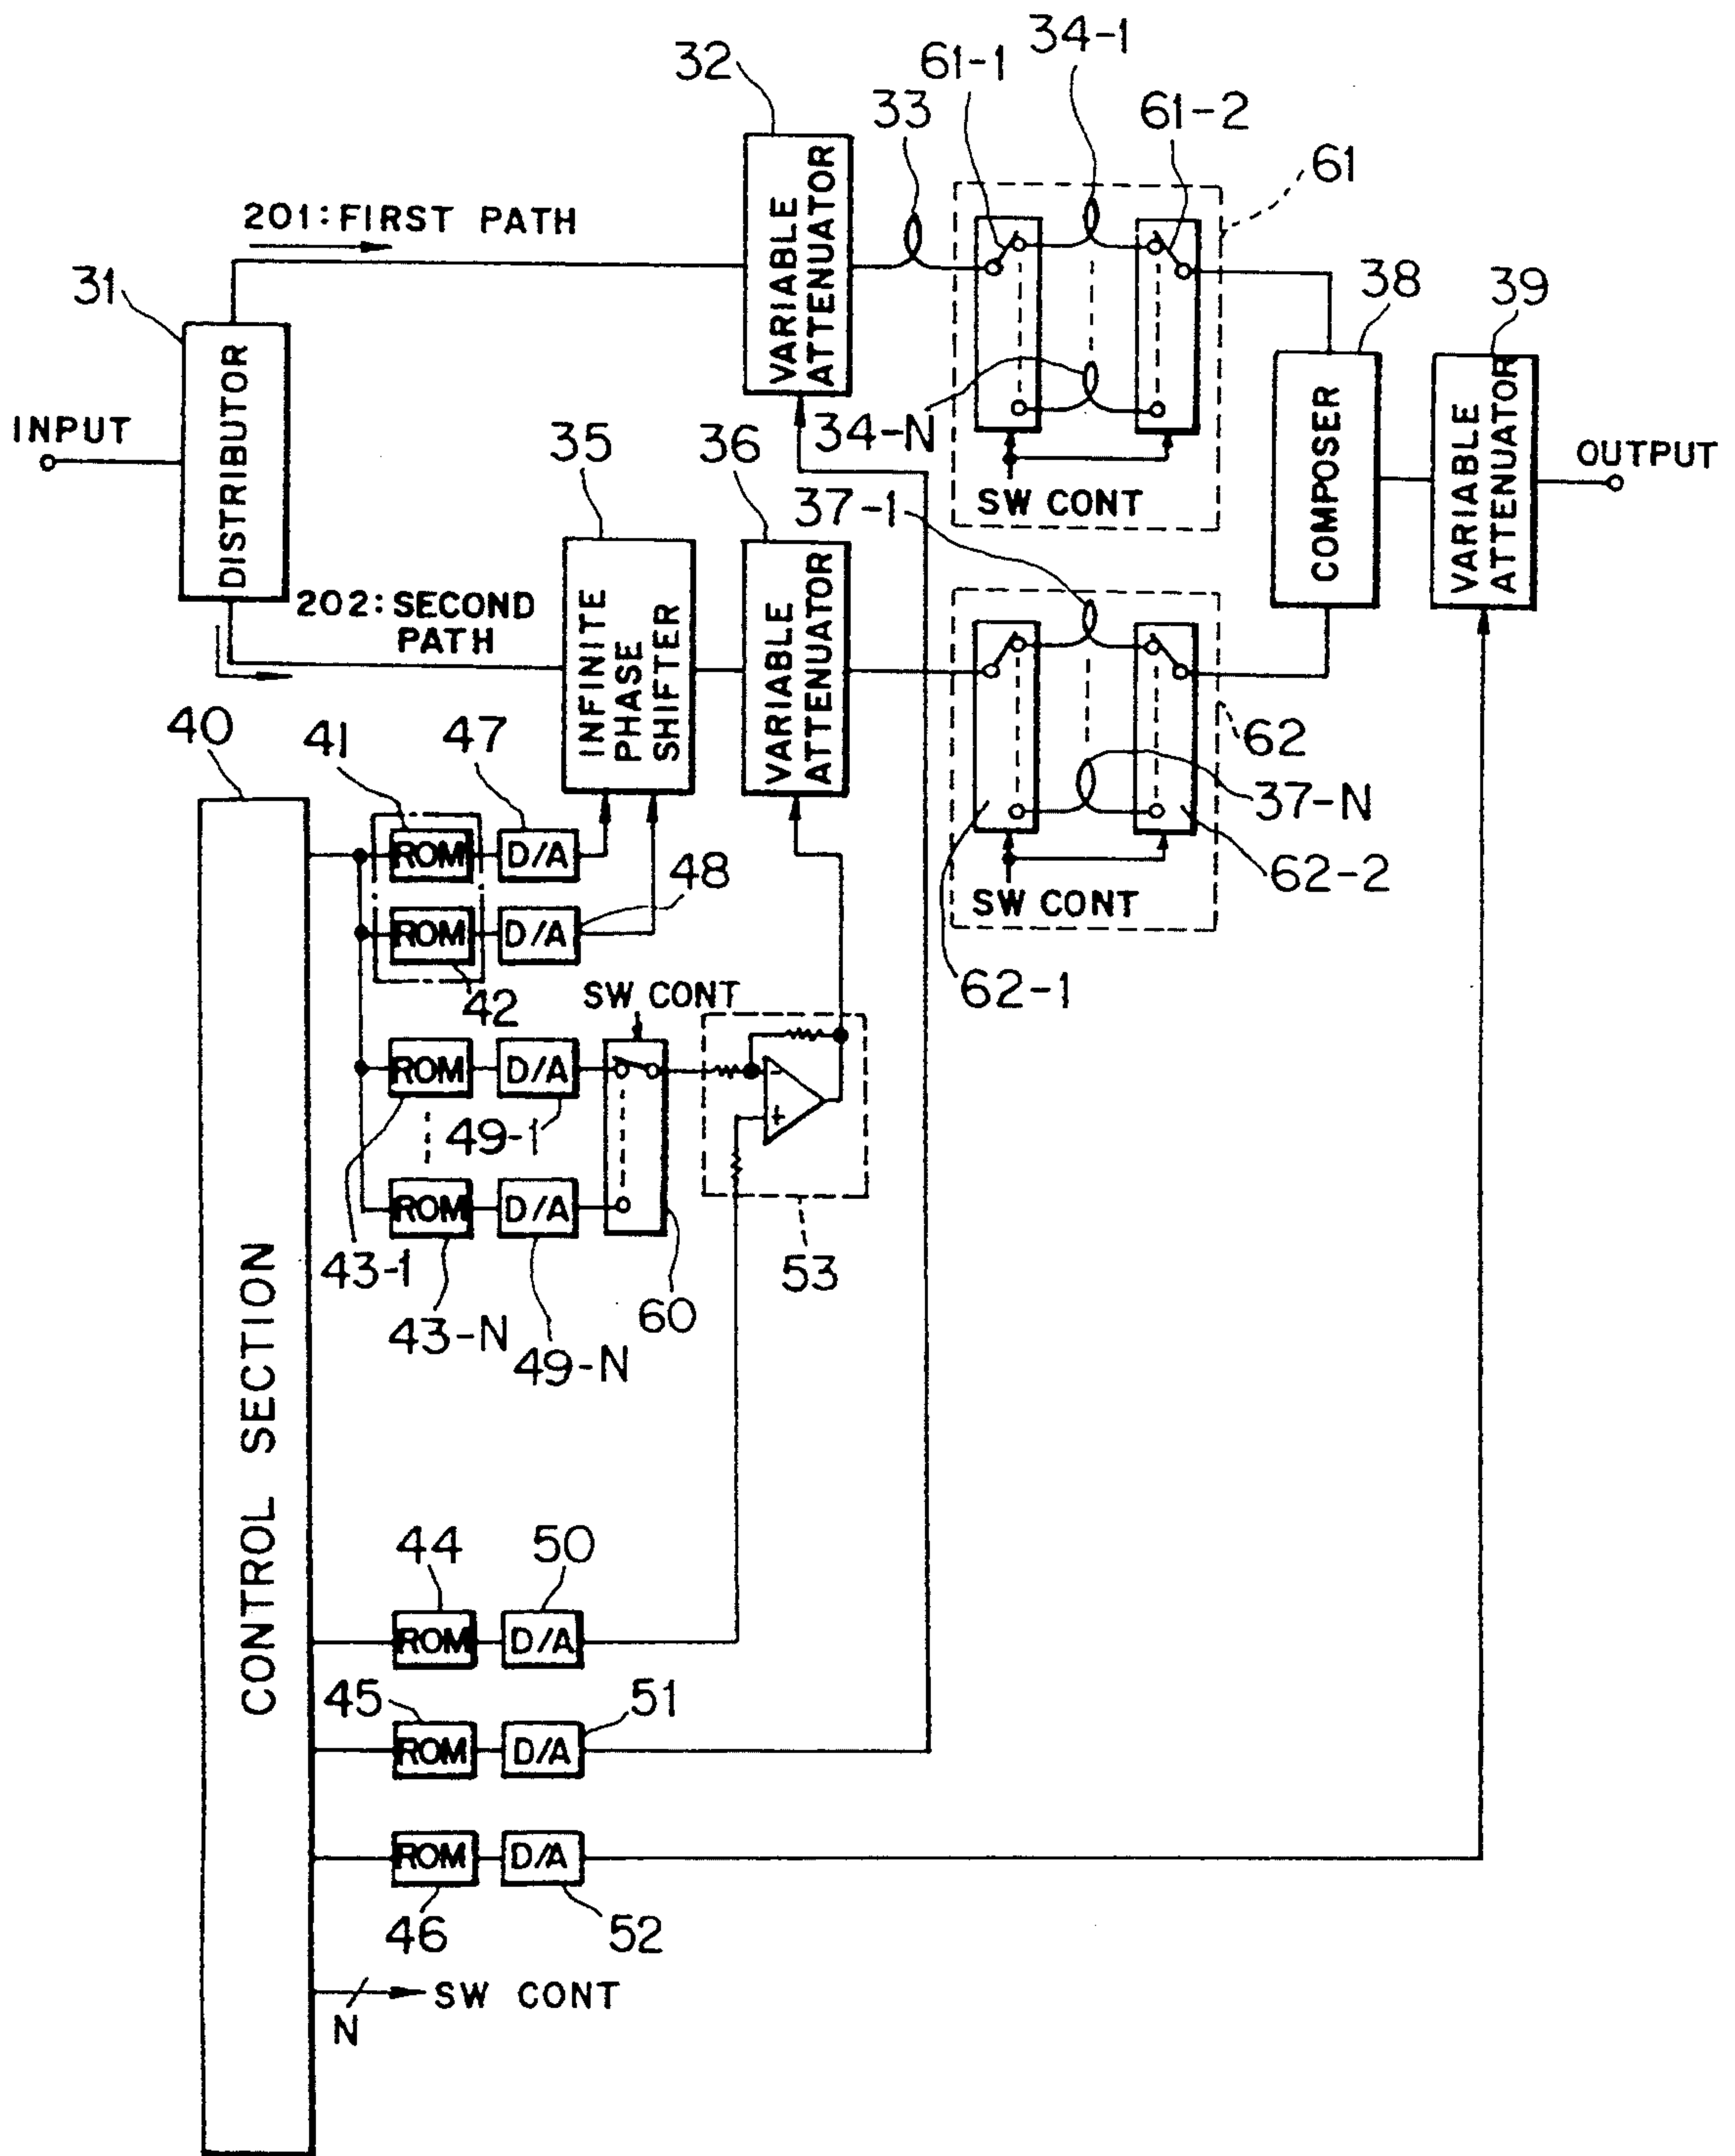 34-1
32
61-1
33
61-2
61
VARIABLE
ATTENUATOR
201:FIRST PATH
31
38
39
DISTRIBUTOR
INPUT
34-N
35
36
37-1
SW CONT
COMPOSER
VARIABLE
ATTENUATOR
OUTPUT
202:SECOND
PATH
INFINITE
PHASE
SHIFTER
VARIABLE
ATTENUATOR
62
40
41
47
37-N
ROM
D/A
48
62-2
SW CONT
ROM
D/A
42
SW CONT
62-1
ROM
D/A
-
+
49-1
ROM
D/A
43-1
53
60
43-N
49-N
CONTROL SECTION
44
50
ROM
D/A
45
51
ROM
D/A
ROM
D/A
46
52
SW CONT
N